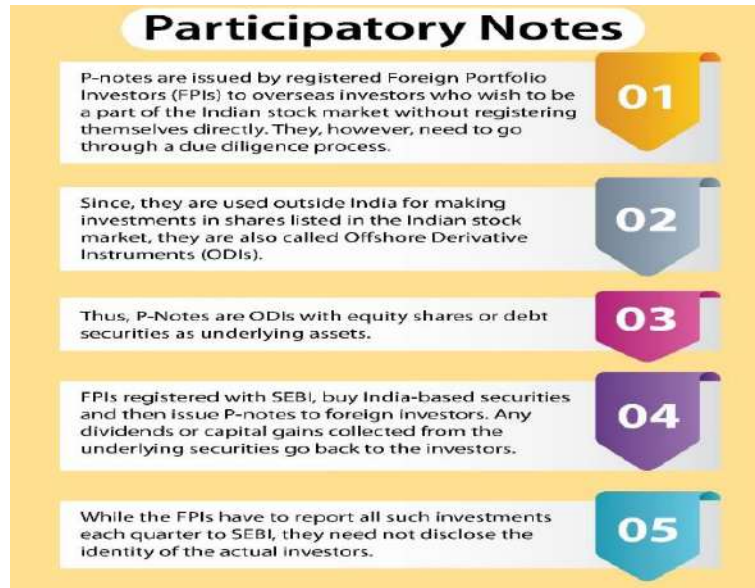 Participatory Notes
P-notes are issued by registered Foreign Portfolio
Investors (FPIs) to overseas investors who wish to be
a part of the Indian stock market without registering
themselves directly. They, however, need to go
through a due diligence process.
01
Since, they are used outside India for making
investments in shares listed in the Indian stock
market, they are also called Offshore Derivative
Instruments (ODIs).
02
Thus, P-Notes are ODIs with equity shares or debt
securities as underlying assets.
03
FPIs registered with SEBI, buy India-based securities
and then issue P-notes to foreign investors. Any
dividends or capital gains collected from the
underlying securities go back to the investors.
04
While the FPIs have to report all such investments
each quarter to SEBI, they need not disclose the
identity of the actual investors.
05